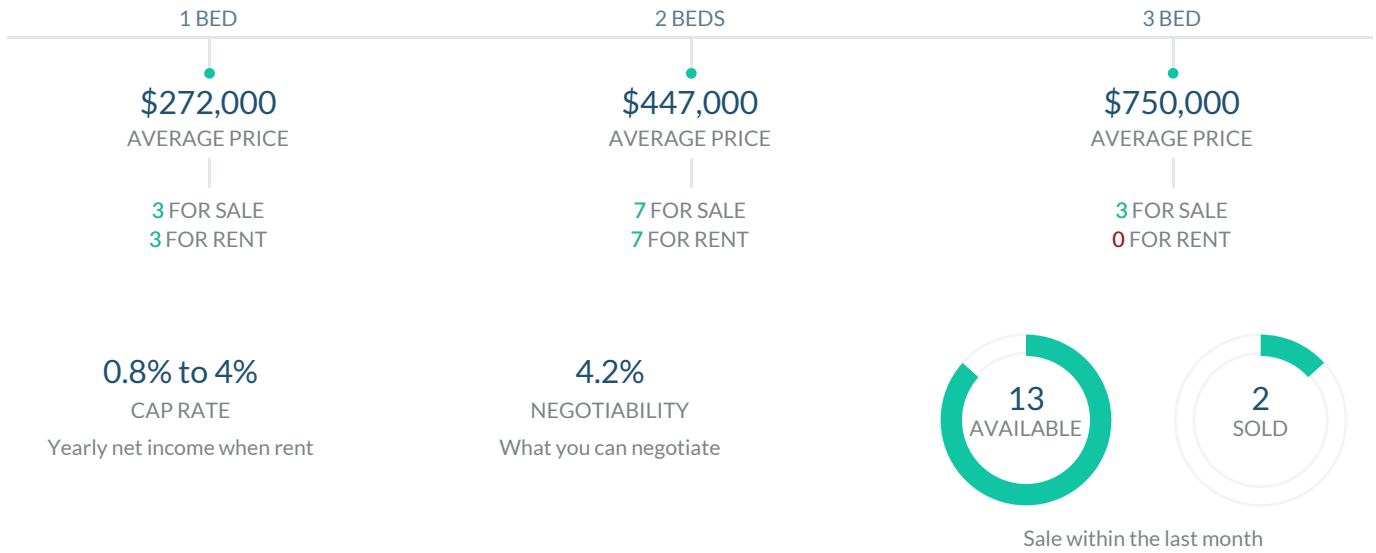 1 BED
$272,000
AVERAGE PRICE
3 FOR SALE
3 FOR RENT
2 BEDS
$447,000
AVERAGE PRICE
7 FOR SALE
7 FOR RENT
3 BED
$750,000
AVERAGE PRICE
3 FOR SALE
0 FOR RENT
0.8% to 4%
CAP RATE
Yearly net income when rent
4.2%
NEGOTIABILITY
What you can negotiate
13
AVAILABLE
2
SOLD
Sale within the last month